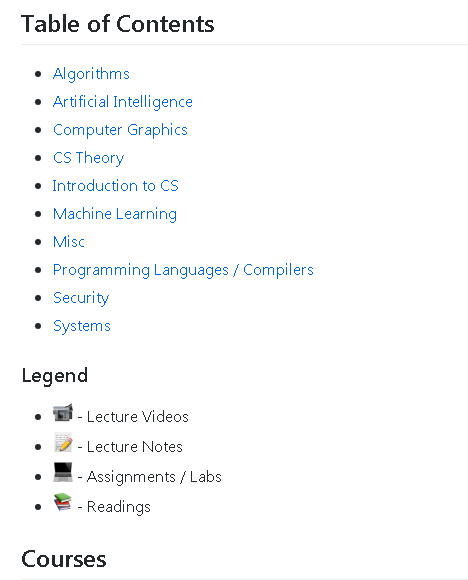 Table of Contents
Algorithms
Artificial Intelligence
Computer Graphics
CS Theory
Introduction to CS
Machine Learning
Misc
Programming Languages / Compilers
Security
Systems
Legend
- Lecture Videos
- Lecture Notes
- Assignments / Labs
- Readings
Courses